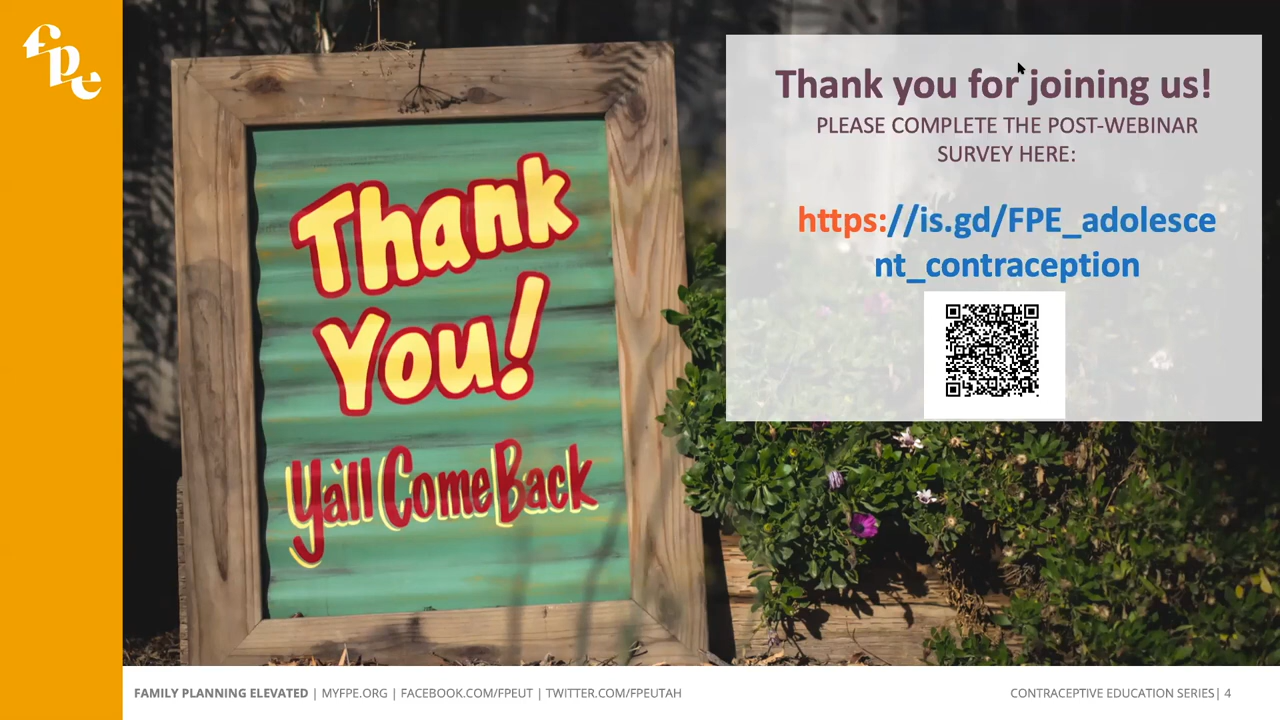 fpe
Thank
You!
Y'all Come Back
Thank you for joining us!
PLEASE COMPLETE THE POST-WEBINAR
SURVEY HERE:
https://is.gd/FPE_adolesce
nt_contraception
FAMILY PLANNING ELEVATED | MYFPE.ORG | FACEBOOK.COM/FPEUT | TWITTER.COM/FPEUTAH
CONTRACEPTIVE EDUCATION SERIES| 4